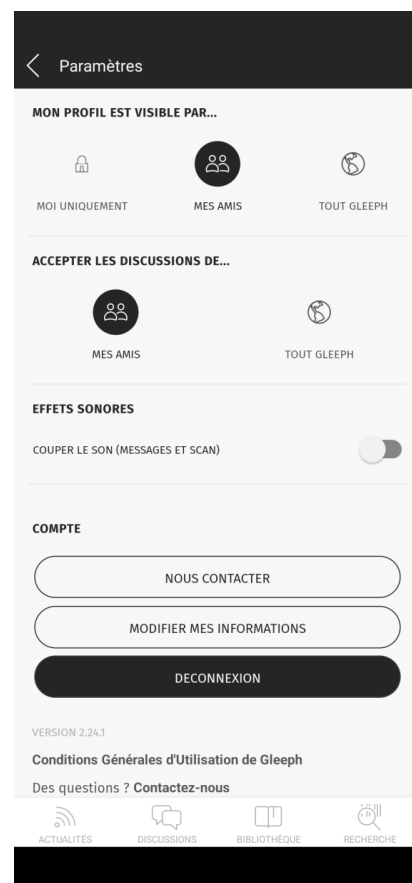 Paramètres
MON PROFIL EST VISIBLE PAR...
MOI UNIQUEMENT MES AMIS TOUT GLEEPH
ACCEPTER LES DISCUSSIONS DE...
MES AMIS TOUT GLEEPH
EFFETS SONORES
COUPER LE SON (MESSAGES ET SCAN)
COMPTE
NOUS CONTACTER
MODIFIER MES INFORMATIONS
DECONNEXION
VERSION 2.24.1
Conditions Générales d'Utilisation de Gleeph
Des questions ? Contactez-nous
ACTUALITÉS DISCUSSIONS BIBLIOTHÈQUE RECHERCHE